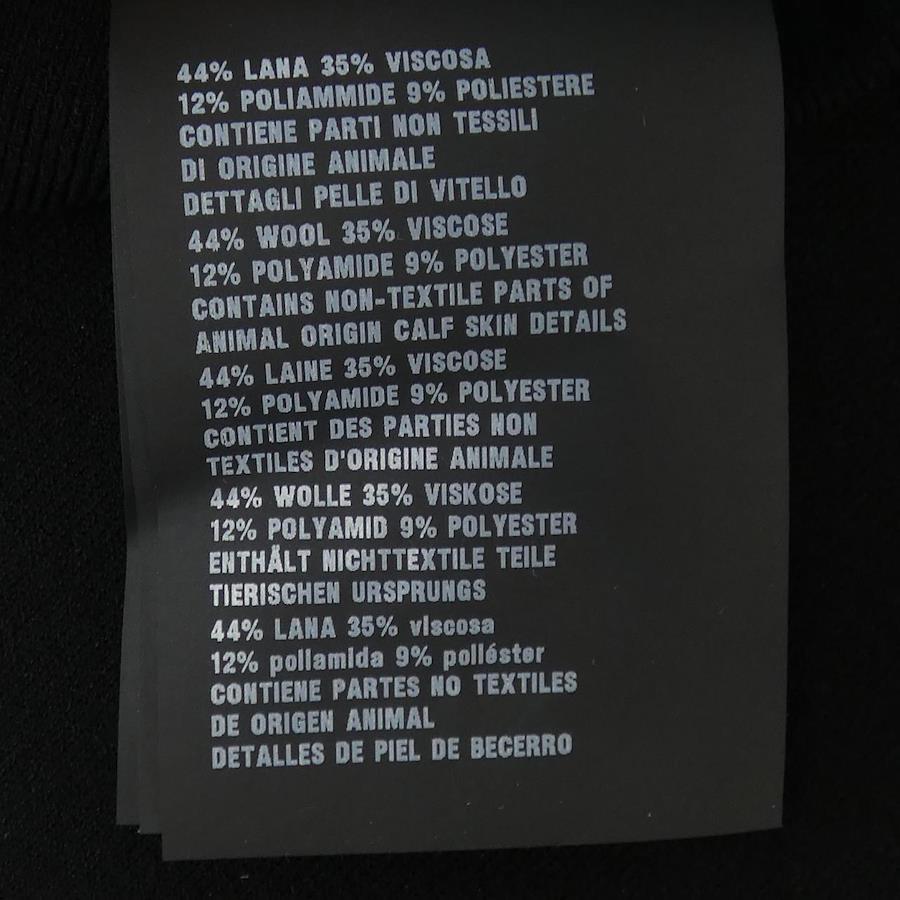 44% LANA 35% VISCOSA
12% POLIAMMIDE 9% POLIESTERE
CONTIENE PARTI NON TESSILI
DI ORIGINE ANIMALE
DETTAGLI PELLE DI VITELLO
44% WOOL 35% VISCOSE
12% POLYAMIDE 9% POLYESTER
CONTAINS NON-TEXTILE PARTS OF
ANIMAL ORIGIN CALF SKIN DETAILS
44% LAINE 35% VISCOSE
12% POLYAMIDE 9% POLYESTER
CONTIENT DES PARTIES NON
TEXTILES D'ORIGINE ANIMALE
44% WOLLE 35% VISKOSE
12% POLYAMID 9% POLYESTER
ENTHÄLT NICHTTEXTILE TEILE
TIERISCHEN URSPRUNGS
44% LANA 35% viscosa
12% poliamida 9% poliéster
CONTIENE PARTES NO TEXTILES
DE ORIGEN ANIMAL
DETALLES DE PIEL DE BECERRO